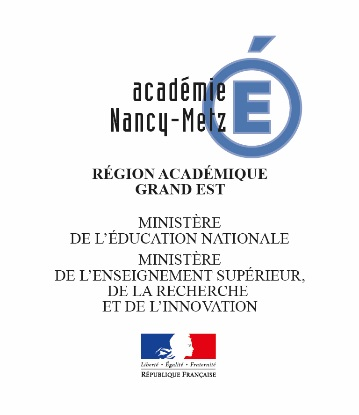 académie
Nancy-Metz
É
RÉGION ACADÉMIQUE
GRAND EST
MINISTÈRE
DE L'ÉDUCATION NATIONALE
MINISTÈRE
DE L'ENSEIGNEMENT SUPÉRIEUR,
DE LA RECHERCHE
ET DE L'INNOVATION
Liberté • Égalité • Fraternité
RÉPUBLIQUE FRANÇAISE